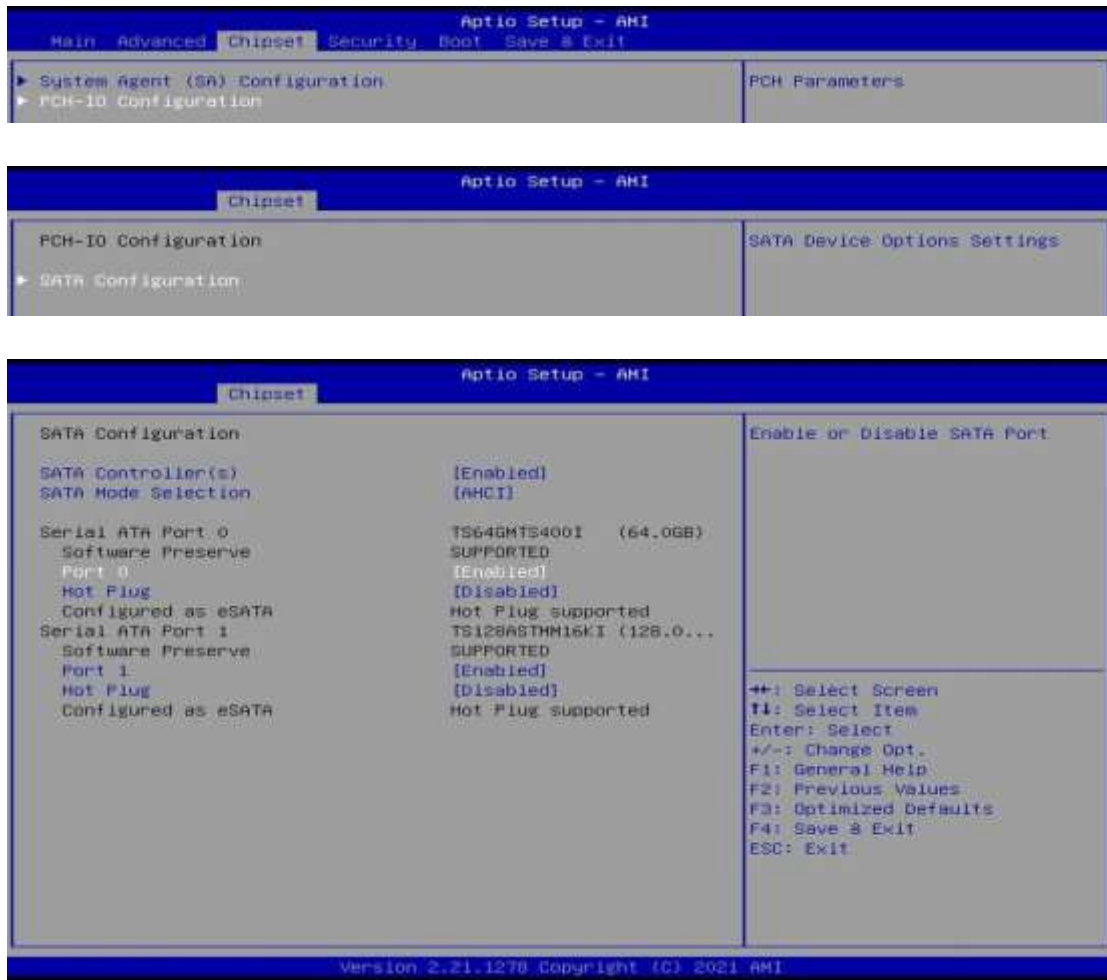 Aptio Setup - AMI
Main Advanced Chipset Security Boot Save & Exit
► System Agent (SA) Configuration
► PCH-IO Configuration
PCH Parameters
Aptio Setup - AMI
Chipset
PCH-IO Configuration
► SATA Configuration
SATA Device Options Settings
Aptio Setup - AMI
Chipset
SATA Configuration
SATA Controller(s) [Enabled]
SATA Mode Selection [AHCI]
Serial ATA Port 0 TS64GMTS400I (64.0GB)
Software Preserve SUPPORTED
Port 0 [Enabled]
Hot Plug [Disabled]
Configured as eSATA Hot Plug supported
Serial ATA Port 1 TS128ASTHM16KI (128.0...
Software Preserve SUPPORTED
Port 1 [Enabled]
Hot Plug [Disabled]
Configured as eSATA Hot Plug supported
Enable or Disable SATA Port
→←: Select Screen
↑↓: Select Item
Enter: Select
+/-: Change Opt.
F1: General Help
F2: Previous Values
F3: Optimized Defaults
F4: Save & Exit
ESC: Exit
Version 2.21.1278 Copyright (C) 2021 AMI